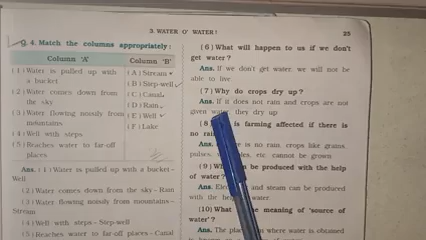 3. WATER O' WATER!
25
Q. 4. Match the columns appropriately:
Column 'A'
Column 'B'
(1) Water is pulled up with
a bucket
(2) Water comes down from
the sky
(3) Water flowing noisily from
mountains
(4) Well with steps
(5) Reaches water to far-off
places
(A) Stream
(B) Step-well
(C) Canal
(D) Rain
(E) Well
(F) Lake
Ans. (1) Water is pulled up with a bucket –
Well
(2) Water comes down from the sky – Rain
(3) Water flowing noisily from mountains –
Stream
(4) Well with steps – Step-well
(5) Reaches water to far-off places – Canal
(6) What will happen to us if we don't
get water?
Ans. If we don't get water, we will not be
able to live.
(7) Why do crops dry up?
Ans. If it does not rain and crops are not
given water, they dry up
(8) is farming affected if there is
no
is no rain, crops like grains,
pulses, etc. cannot be grown
(9) be produced with the help
of water?
Ans. and steam can be produced
with the water
(10) the meaning of 'source of
water'?
Ans. The where water is obtained